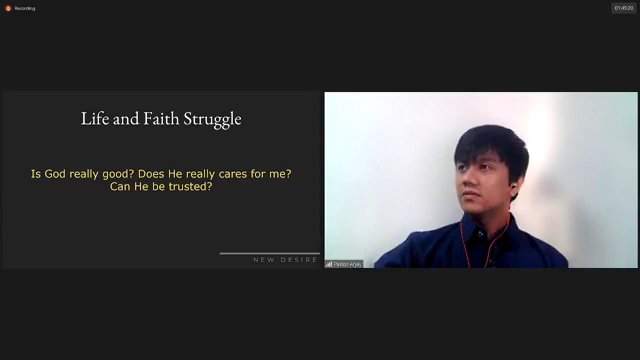 Recording
01:49:20
Life and Faith Struggle
Is God really good? Does He really cares for me?
Can He be trusted?
NEW DESIRE
Pastor Arjay